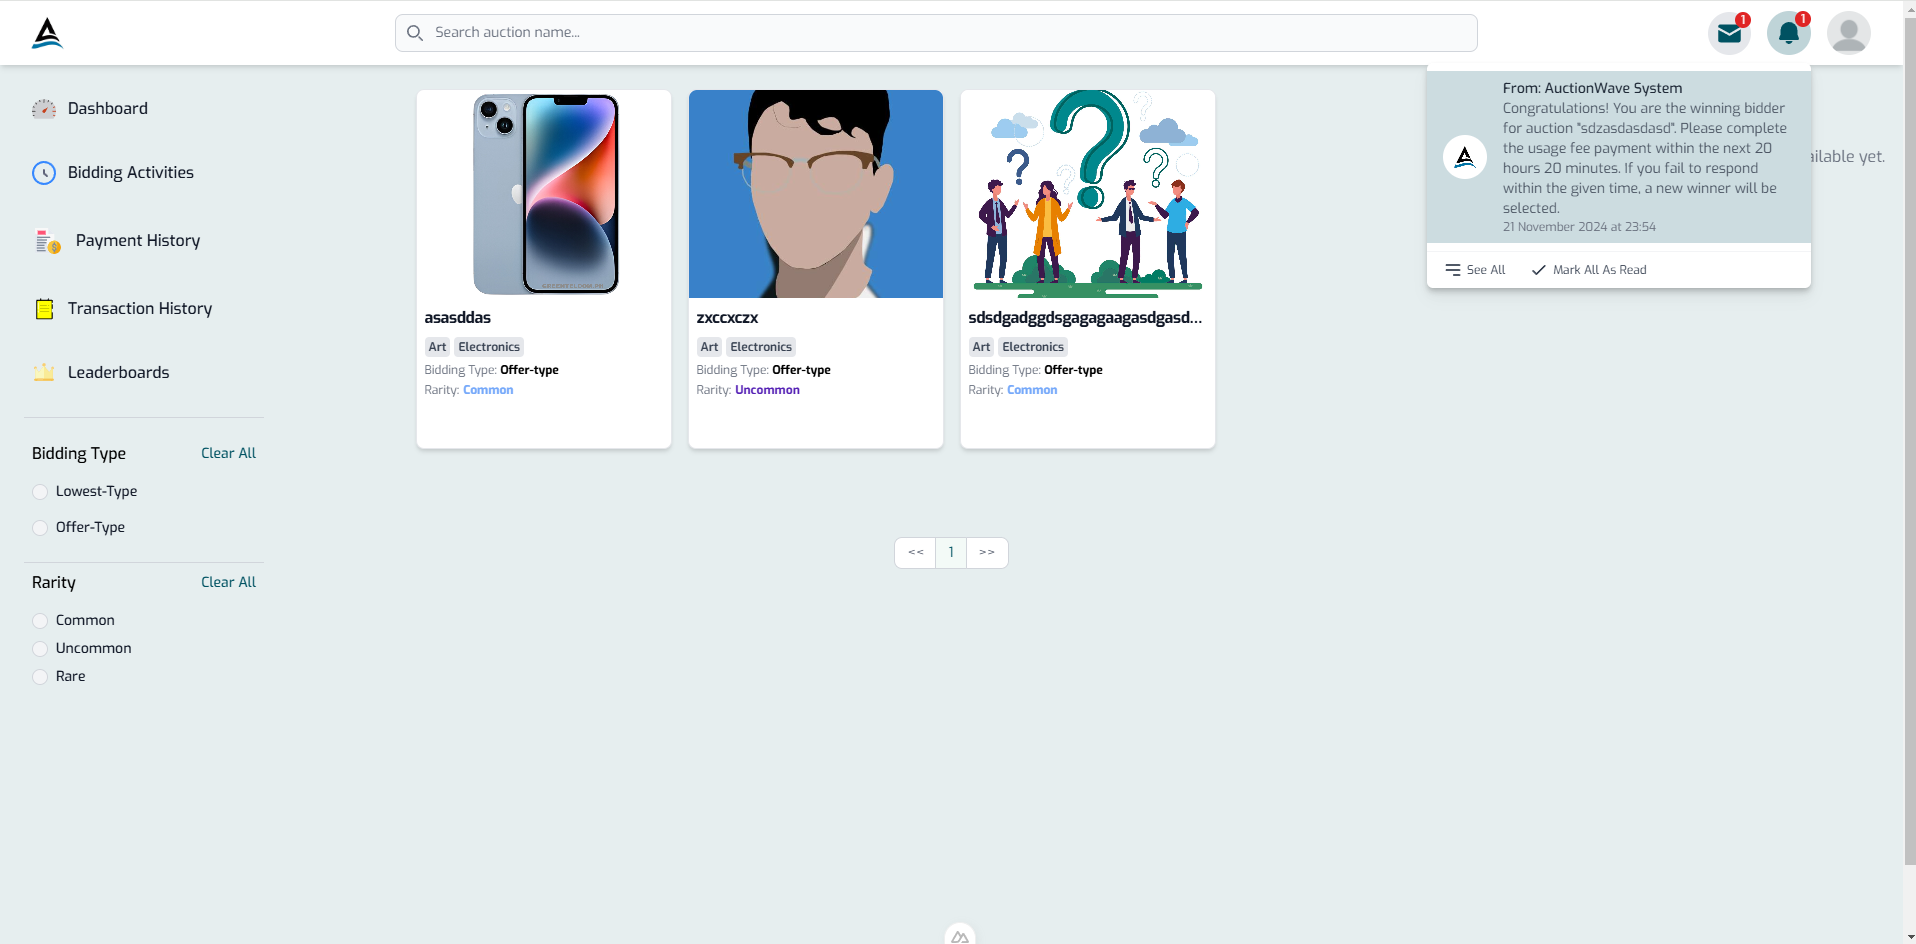 Search auction name...
1
1
Dashboard
Bidding Activities
Payment History
Transaction History
Leaderboards
Bidding Type
Clear All
Lowest-Type
Offer-Type
Rarity
Clear All
Common
Uncommon
Rare
asasddas
Art Electronics
Bidding Type: Offer-type
Rarity: Common
zxccxczx
Art Electronics
Bidding Type: Offer-type
Rarity: Uncommon
sdsdgadggdsgagagaagasdgasd...
Art Electronics
Bidding Type: Offer-type
Rarity: Common
<< 1 >>
From: AuctionWave System
Congratulations! You are the winning bidder
for auction "sdzasdasdasd". Please complete
the usage fee payment within the next 20
hours 20 minutes. If you fail to respond
within the given time, a new winner will be
selected.
21 November 2024 at 23:54
See All
Mark All As Read
ailable yet.